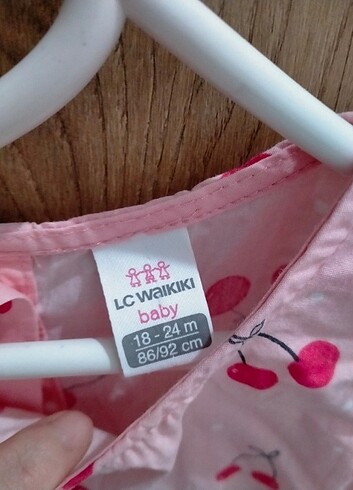 LC WAIKIKI
baby
18 - 24 m
86/92 cm